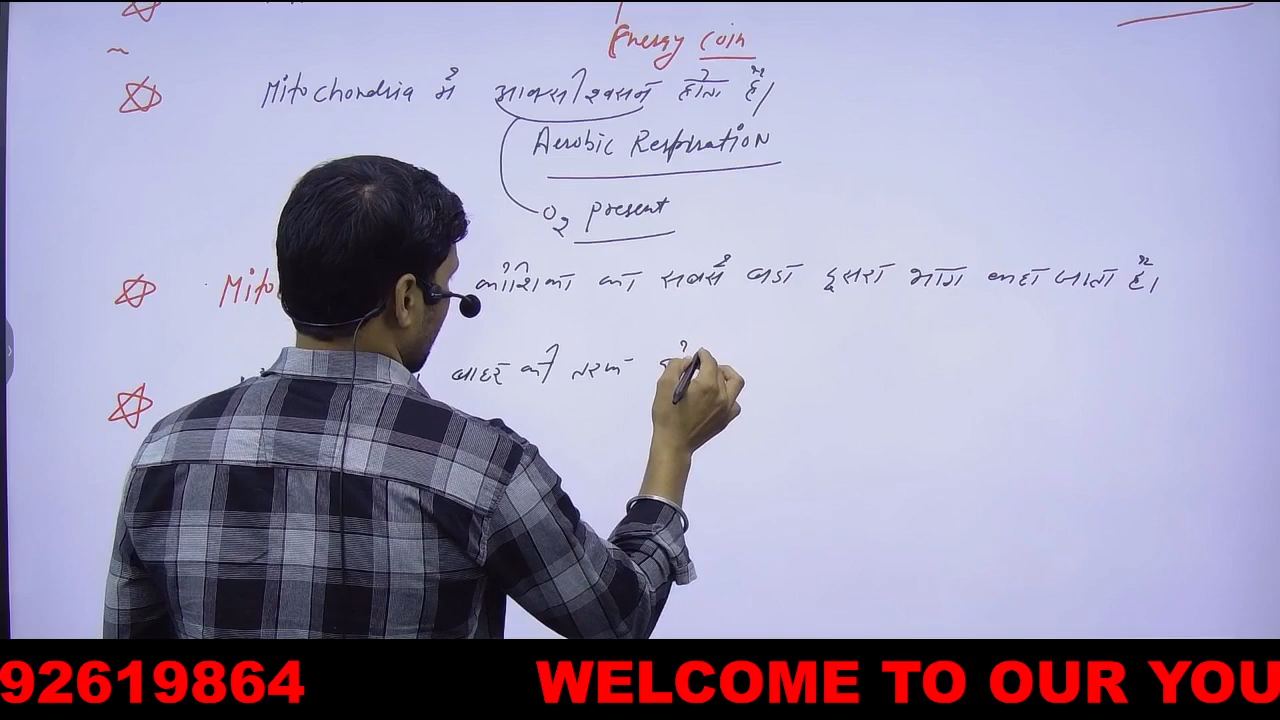 Energy Coin
Mitochondria में आक्सी श्वसन होता है।
Aerobic Respiration
O2 Present
Mito कोशिका का सबसे बडा दूसरा भाग कहा जाता है।
बाहर की तरफ
92619864 WELCOME TO OUR YOU